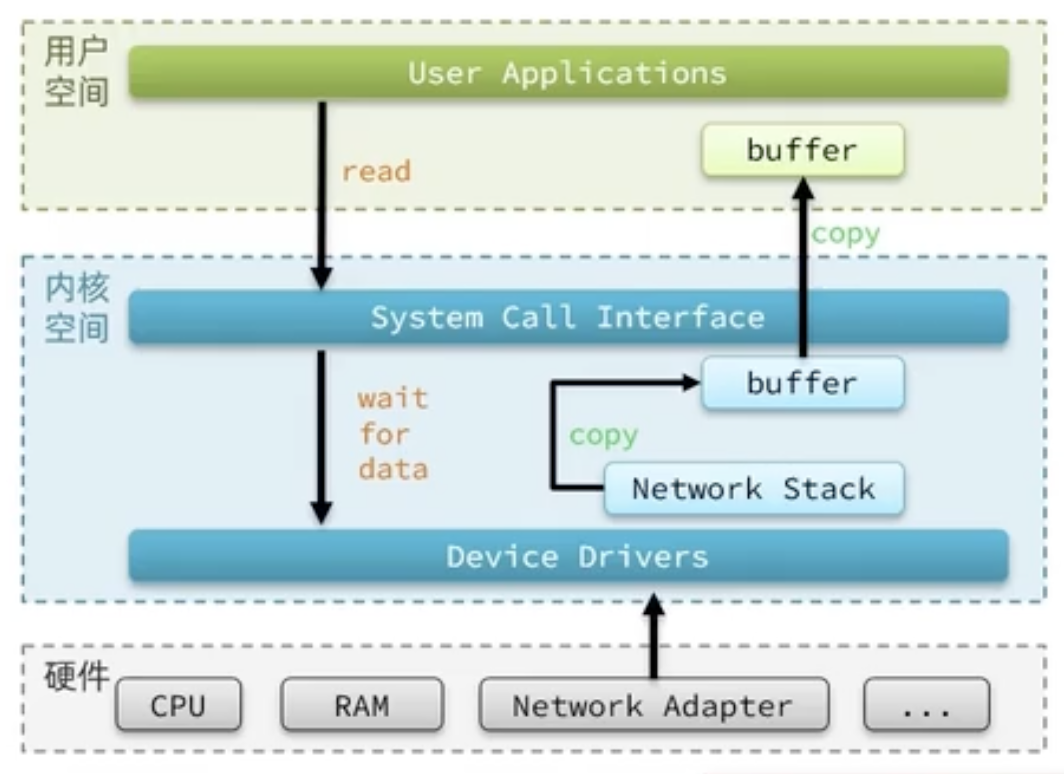 用户
空间
User Applications
buffer
read
copy
内核
空间
System Call Interface
buffer
wait
for
data
copy
Network Stack
Device Drivers
硬件
CPU
RAM
Network Adapter
...